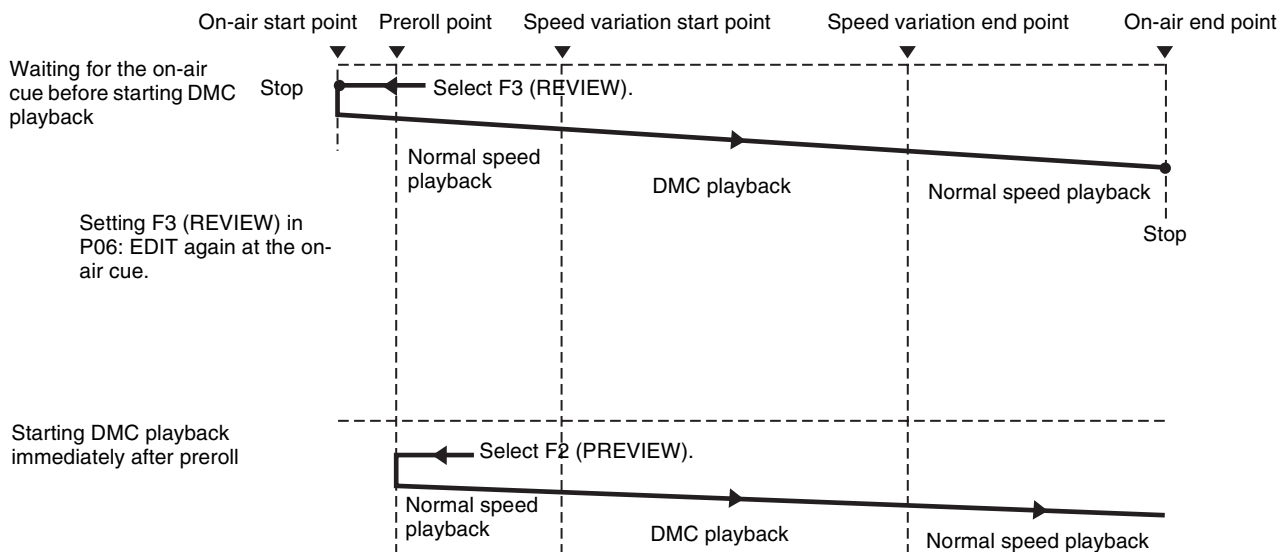 On-air start point
Preroll point
Speed variation start point
Speed variation end point
On-air end point
Waiting for the on-air
cue before starting DMC
playback
Stop
Select F3 (REVIEW).
Normal speed
playback
DMC playback
Normal speed playback
Stop
Setting F3 (REVIEW) in
P06: EDIT again at the on-
air cue.
Starting DMC playback
immediately after preroll
Select F2 (PREVIEW).
Normal speed
playback
DMC playback
Normal speed playback